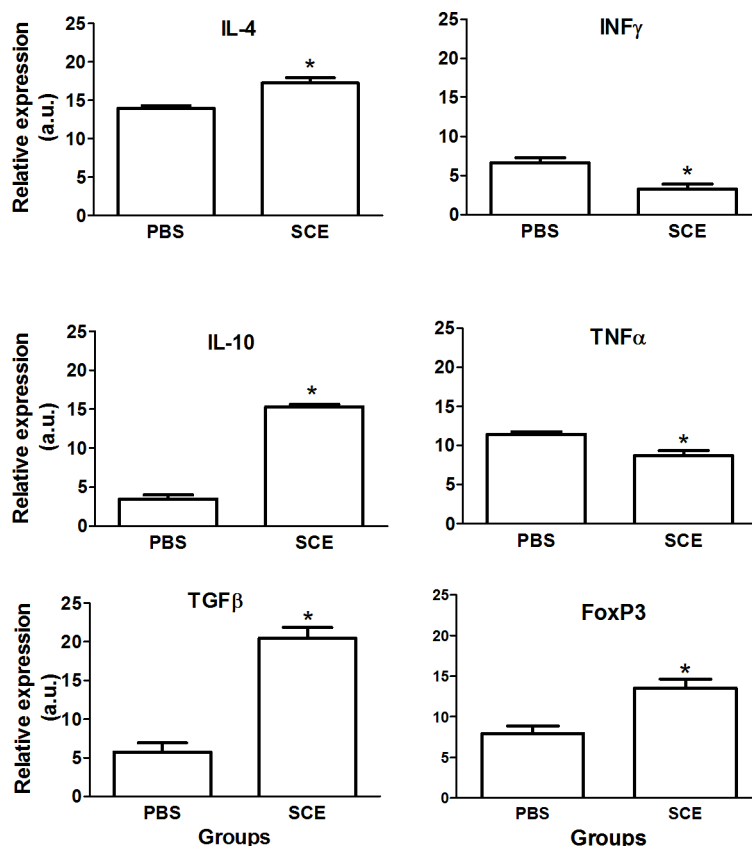 IL-4
Relative expression
(a.u.)
25
20
15
10
5
0
*
PBS
SCE
INFγ
25
20
15
10
5
0
*
PBS
SCE
IL-10
Relative expression
(a.u.)
25
20
15
10
5
0
*
PBS
SCE
TNFα
25
20
15
10
5
0
*
PBS
SCE
TGFβ
Relative expression
(a.u.)
25
20
15
10
5
0
*
PBS
SCE
Groups
FoxP3
25
20
15
10
5
0
*
PBS
SCE
Groups